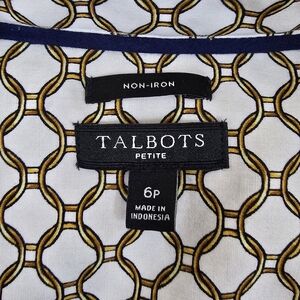 NON-IRON
TALBOTS
PETITE
6P
MADE IN
INDONESIA